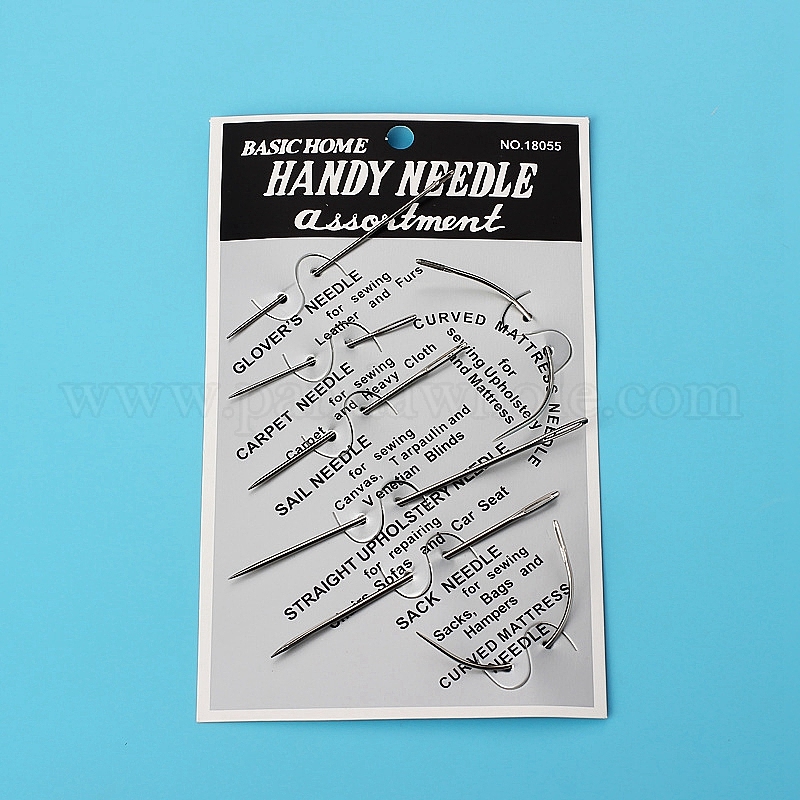 BASIC HOME
NO.18055
HANDY NEEDLE
assortment
GLOVER'S NEEDLE
for sewing
Leather and Furs
CURVED MATTRESS NEEDLE
for
sewing Upholstery
and Mattress
CARPET NEEDLE
for sewing
Carpet and Heavy Cloth
SAIL NEEDLE
for sewing
Canvas, Tarpaulin and
Venetian Blinds
STRAIGHT UPHOLSTERY NEEDLE
for repairing
Sofas and Car Seat
SACK NEEDLE
for sewing
Sacks, Bags and
Hampers
CURVED MATTRESS
NEEDLE